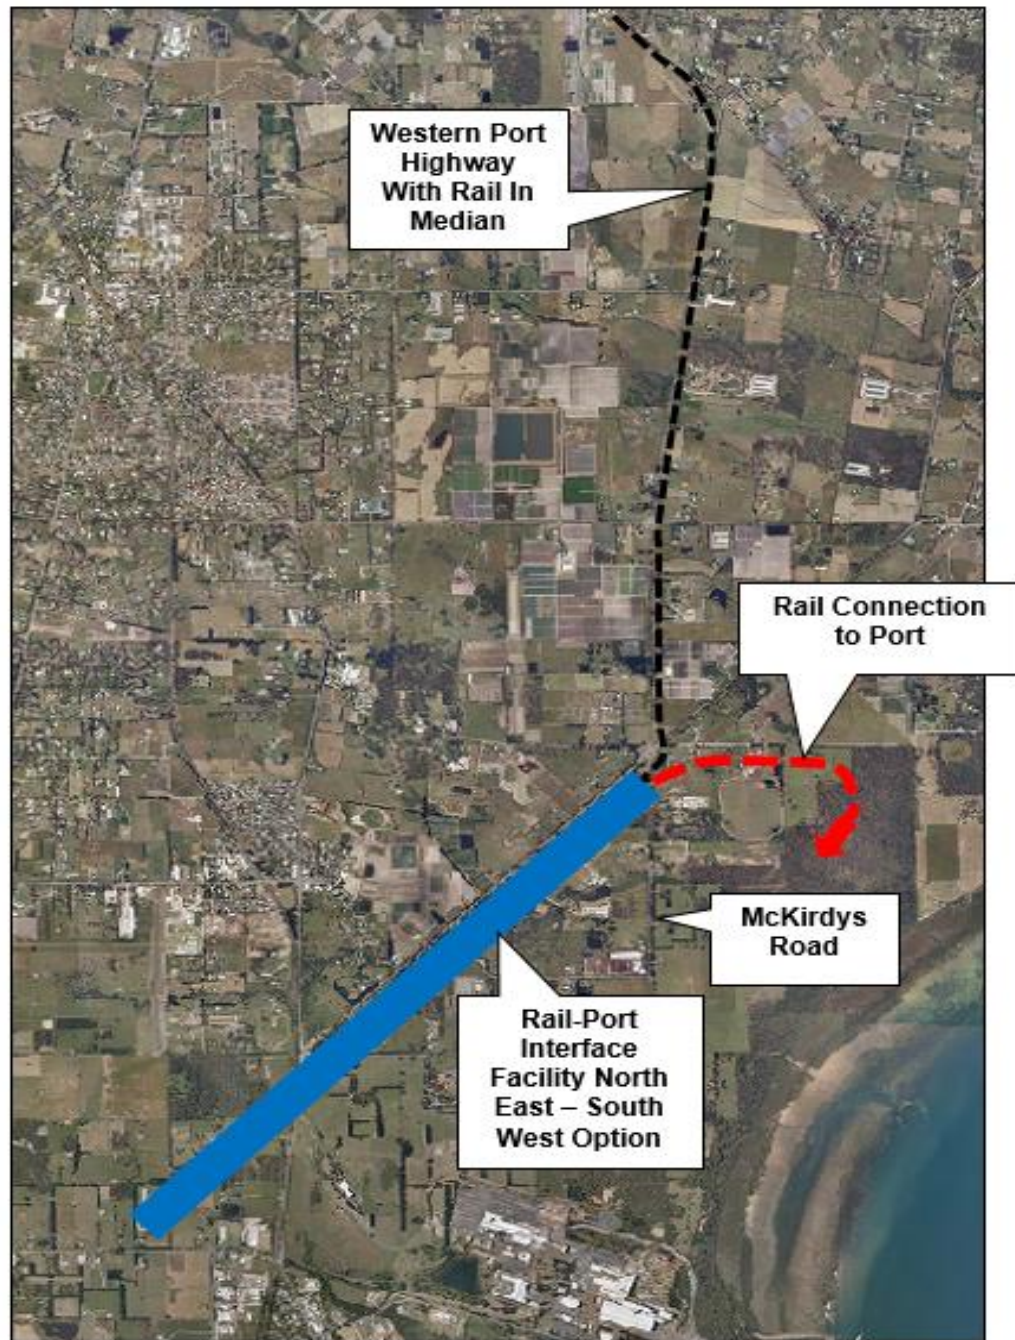 Western Port
Highway
With Rail In
Median
Rail Connection
to Port
McKirdys
Road
Rail-Port
Interface
Facility North
East – South
West Option